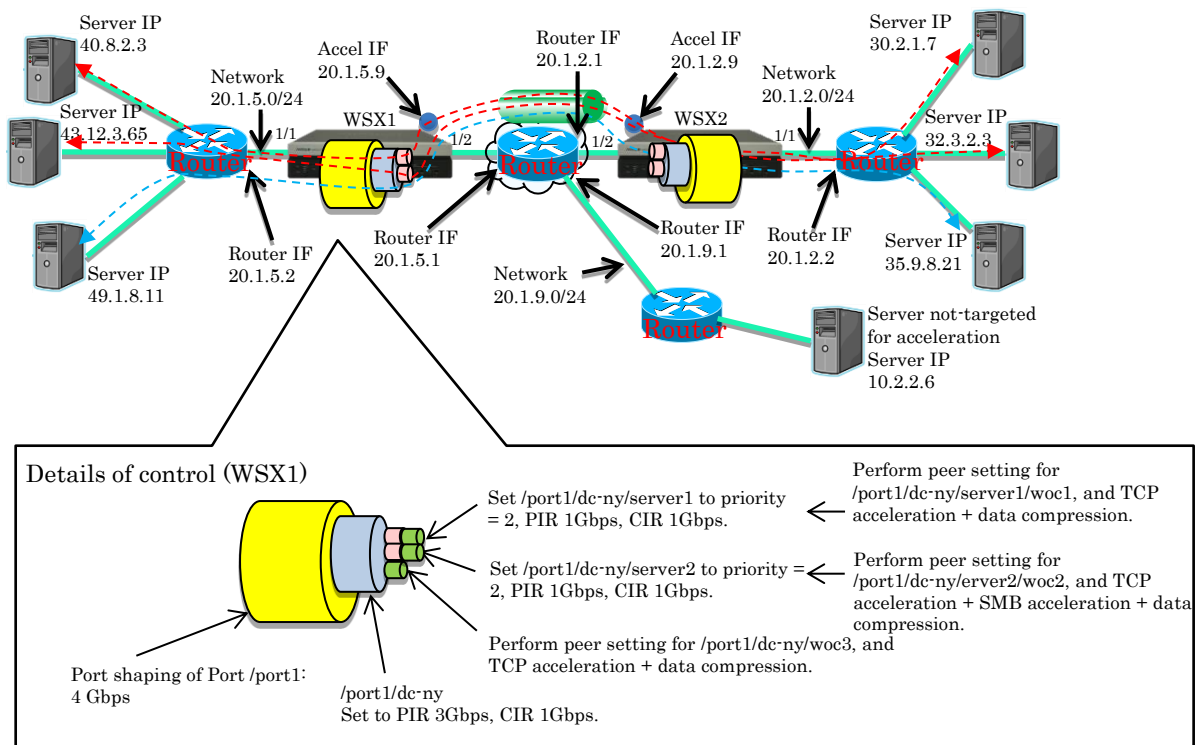 Server IP
40.8.2.3
Server IP
43.12.3.65
Server IP
49.1.8.11
Network
20.1.5.0/24
Router
1/1
Router IF
20.1.5.2
Accel IF
20.1.5.9
WSX1
1/2
Router IF
20.1.5.1
Router IF
20.1.2.1
Router
1/2
Router IF
20.1.9.1
Network
20.1.9.0/24
Router
Accel IF
20.1.2.9
WSX2
1/1
Network
20.1.2.0/24
Router
Router IF
20.1.2.2
Server IP
30.2.1.7
Server IP
32.3.2.3
Server IP
35.9.8.21
Server not-targeted
for acceleration
Server IP
10.2.2.6
Details of control (WSX1)
Set /port1/dc-ny/server1 to priority
= 2, PIR 1Gbps, CIR 1Gbps.
Perform peer setting for
/port1/dc-ny/server1/woc1, and TCP
acceleration + data compression.
Set /port1/dc-ny/server2 to priority =
2, PIR 1Gbps, CIR 1Gbps.
Perform peer setting for
/port1/dc-ny/erver2/woc2, and TCP
acceleration + SMB acceleration + data
compression.
Perform peer setting for /port1/dc-ny/woc3, and
TCP acceleration + data compression.
Port shaping of Port /port1:
4 Gbps
/port1/dc-ny
Set to PIR 3Gbps, CIR 1Gbps.